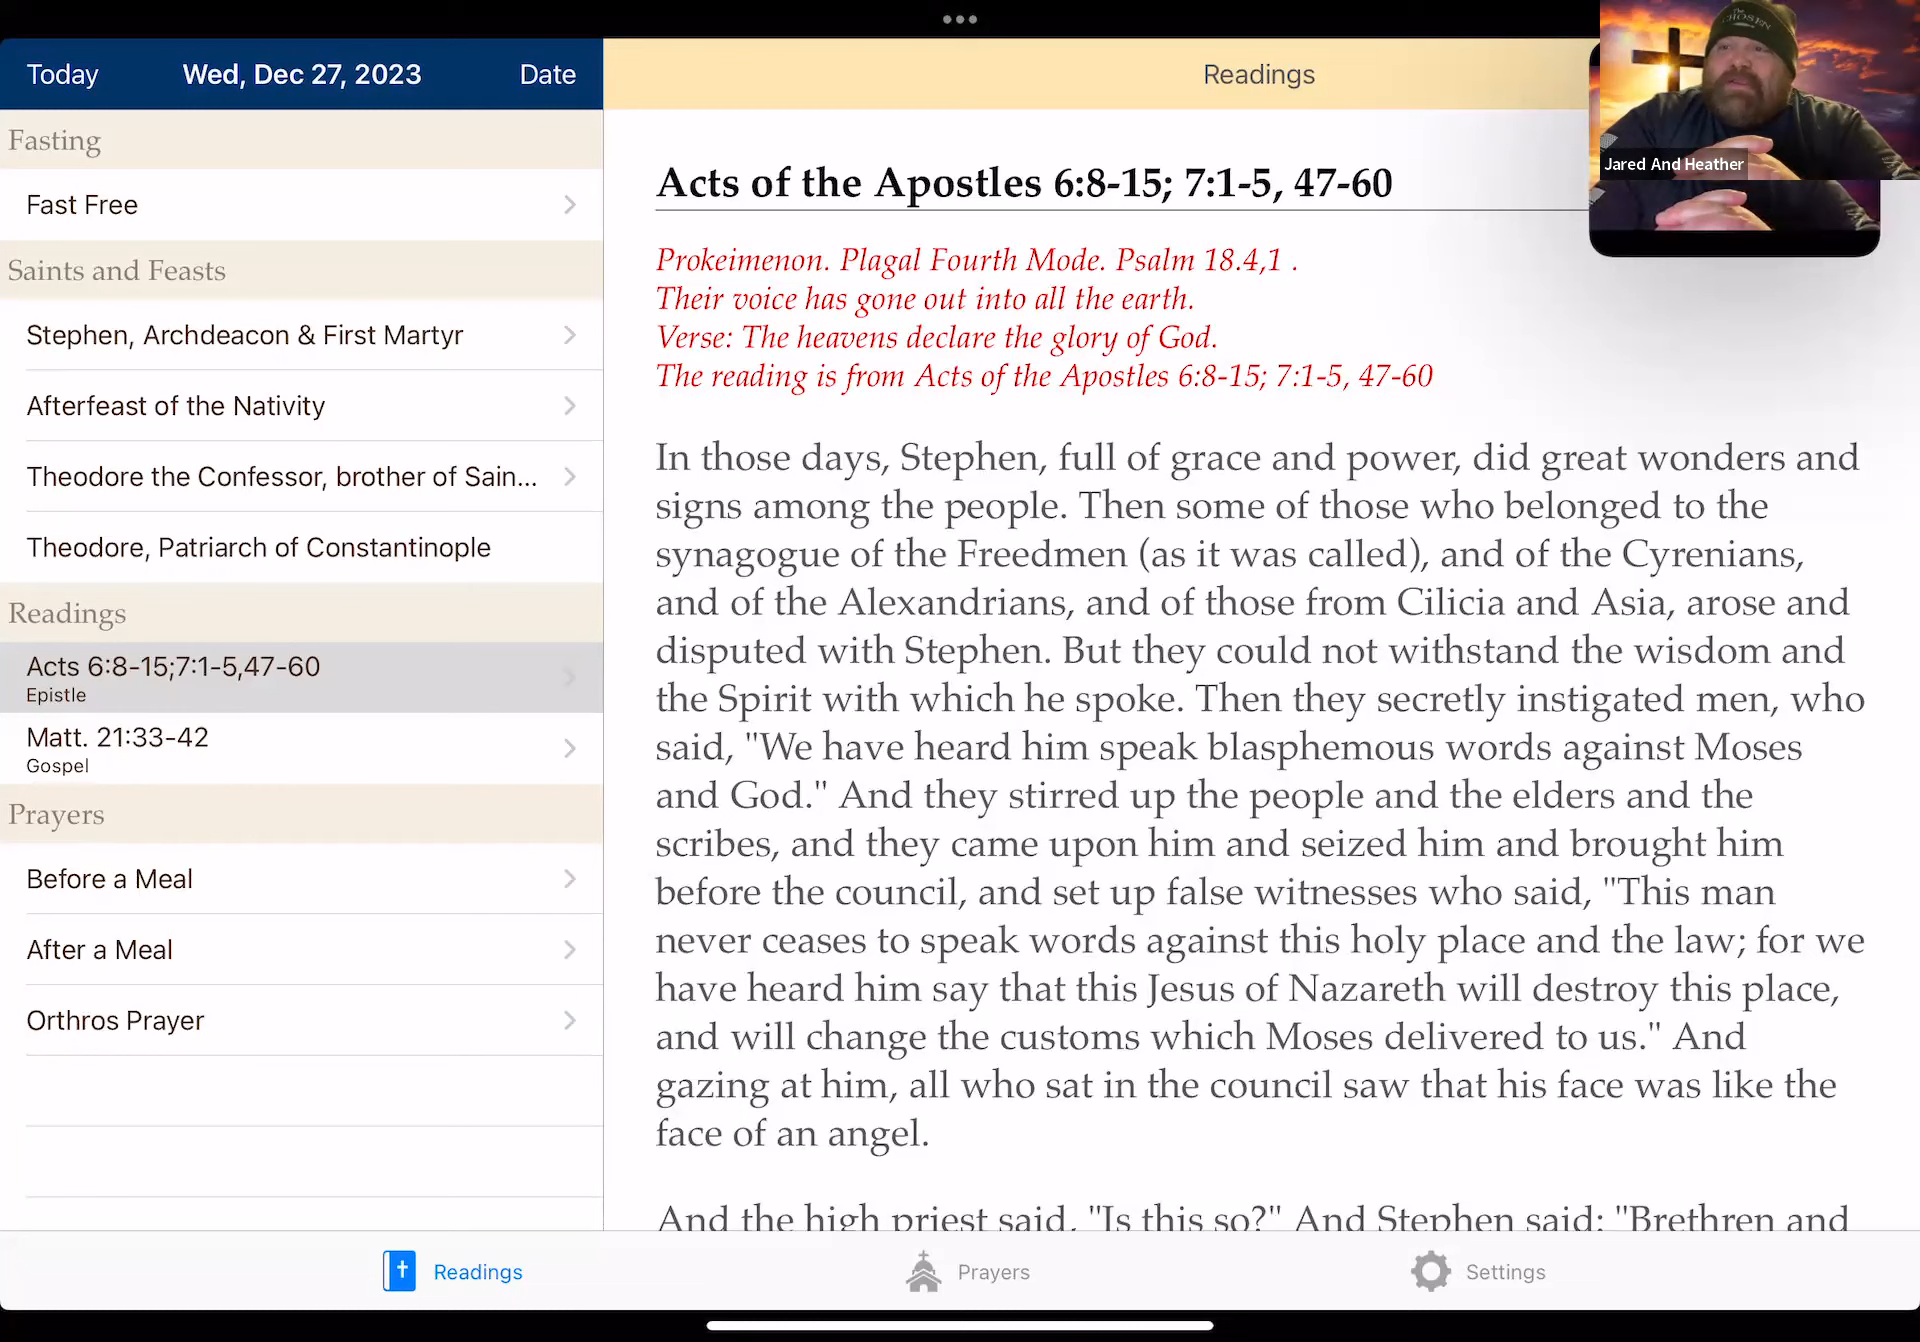 Today
Wed, Dec 27, 2023
Date
Fasting
Fast Free
Saints and Feasts
Stephen, Archdeacon & First Martyr
Afterfeast of the Nativity
Theodore the Confessor, brother of Sain...
Theodore, Patriarch of Constantinople
Readings
Acts 6:8-15;7:1-5,47-60
Epistle
Matt. 21:33-42
Gospel
Prayers
Before a Meal
After a Meal
Orthros Prayer
Readings
Acts of the Apostles 6:8-15; 7:1-5, 47-60
Prokeimenon. Plagal Fourth Mode. Psalm 18.4,1 .
Their voice has gone out into all the earth.
Verse: The heavens declare the glory of God.
The reading is from Acts of the Apostles 6:8-15; 7:1-5, 47-60
In those days, Stephen, full of grace and power, did great wonders and
signs among the people. Then some of those who belonged to the
synagogue of the Freedmen (as it was called), and of the Cyrenians,
and of the Alexandrians, and of those from Cilicia and Asia, arose and
disputed with Stephen. But they could not withstand the wisdom and
the Spirit with which he spoke. Then they secretly instigated men, who
said, "We have heard him speak blasphemous words against Moses
and God." And they stirred up the people and the elders and the
scribes, and they came upon him and seized him and brought him
before the council, and set up false witnesses who said, "This man
never ceases to speak words against this holy place and the law; for we
have heard him say that this Jesus of Nazareth will destroy this place,
and will change the customs which Moses delivered to us." And
gazing at him, all who sat in the council saw that his face was like the
face of an angel.
And the high priest said, "Is this so?" And Stephen said: "Brethren and
The
CHOSEN
Jared And Heather
Readings
Prayers
Settings